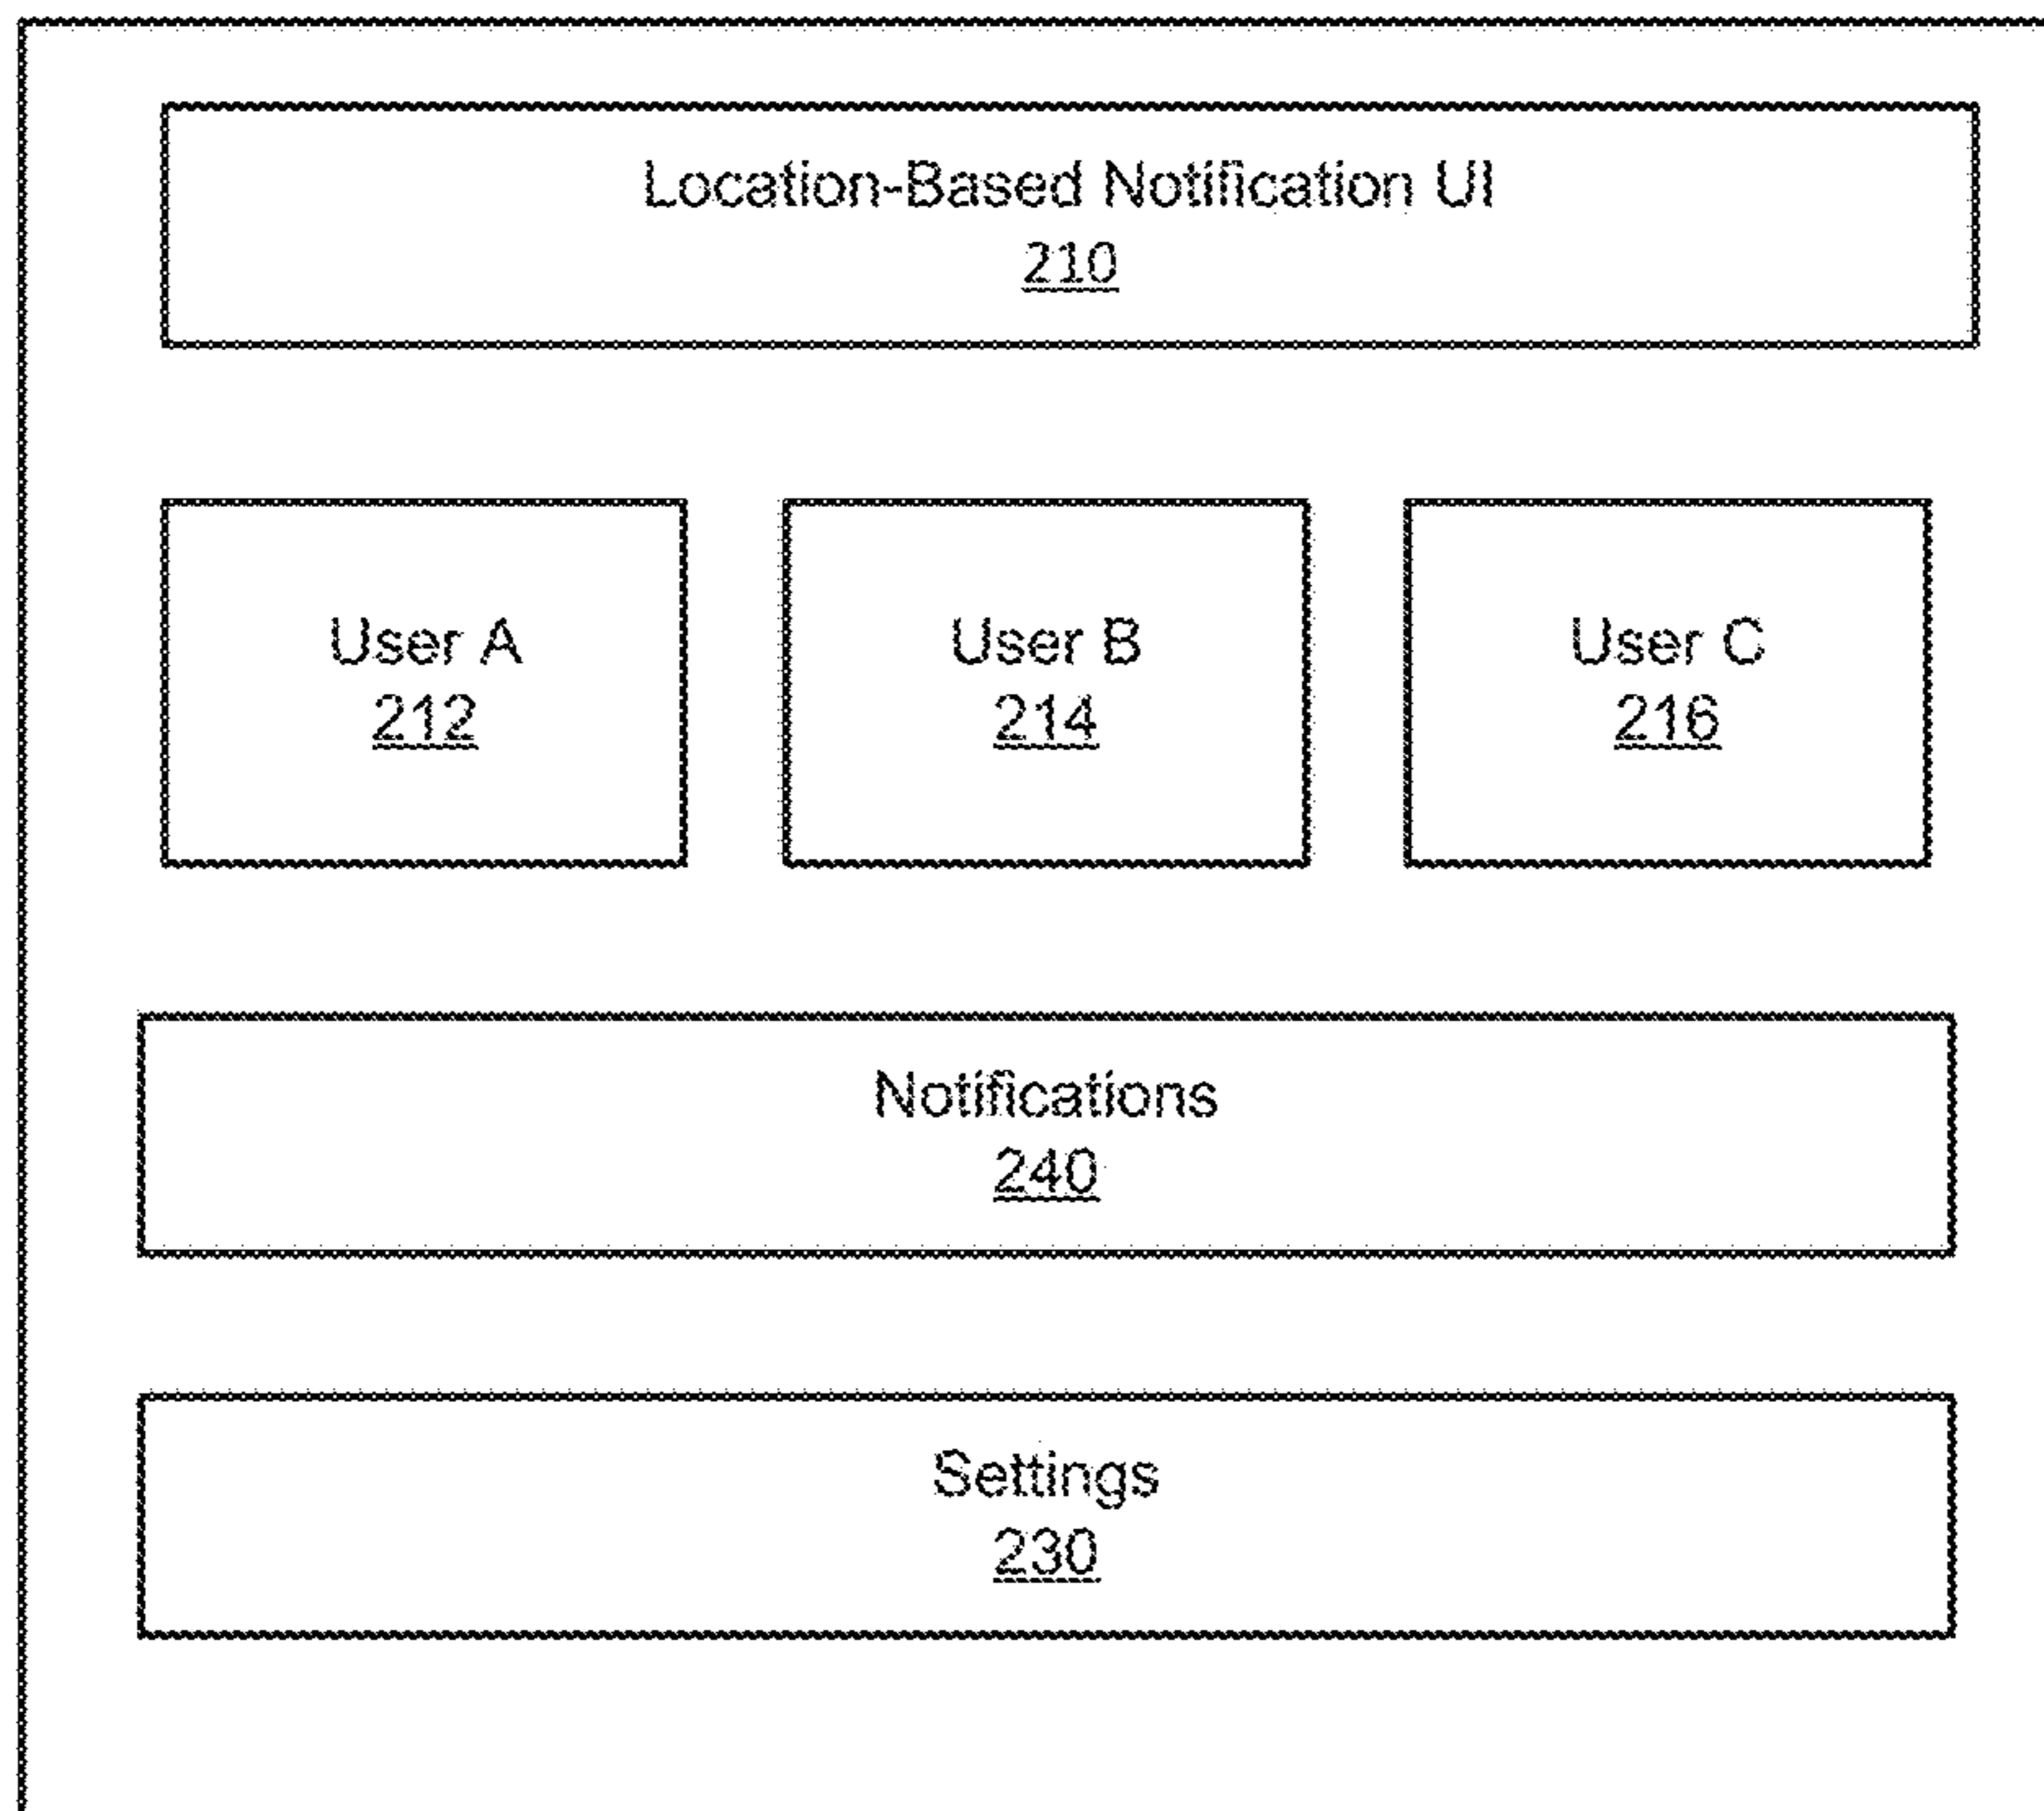 Location-Based Notification UI
210
User A
212
User B
214
User C
216
Notifications
240
Settings
230